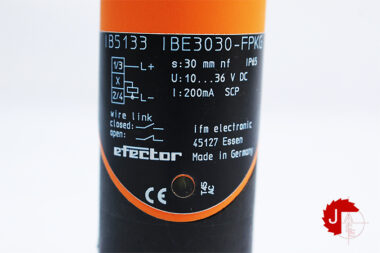 IB5133 IBE3030-FPKG
s: 30 mm nf IP65
U: 10...36 V DC
I: 200mA SCP
1/3 L+
X
2/4 L-
wire link
closed:
open:
ifm electronic
45127 Essen
Made in Germany
efector
CE
J